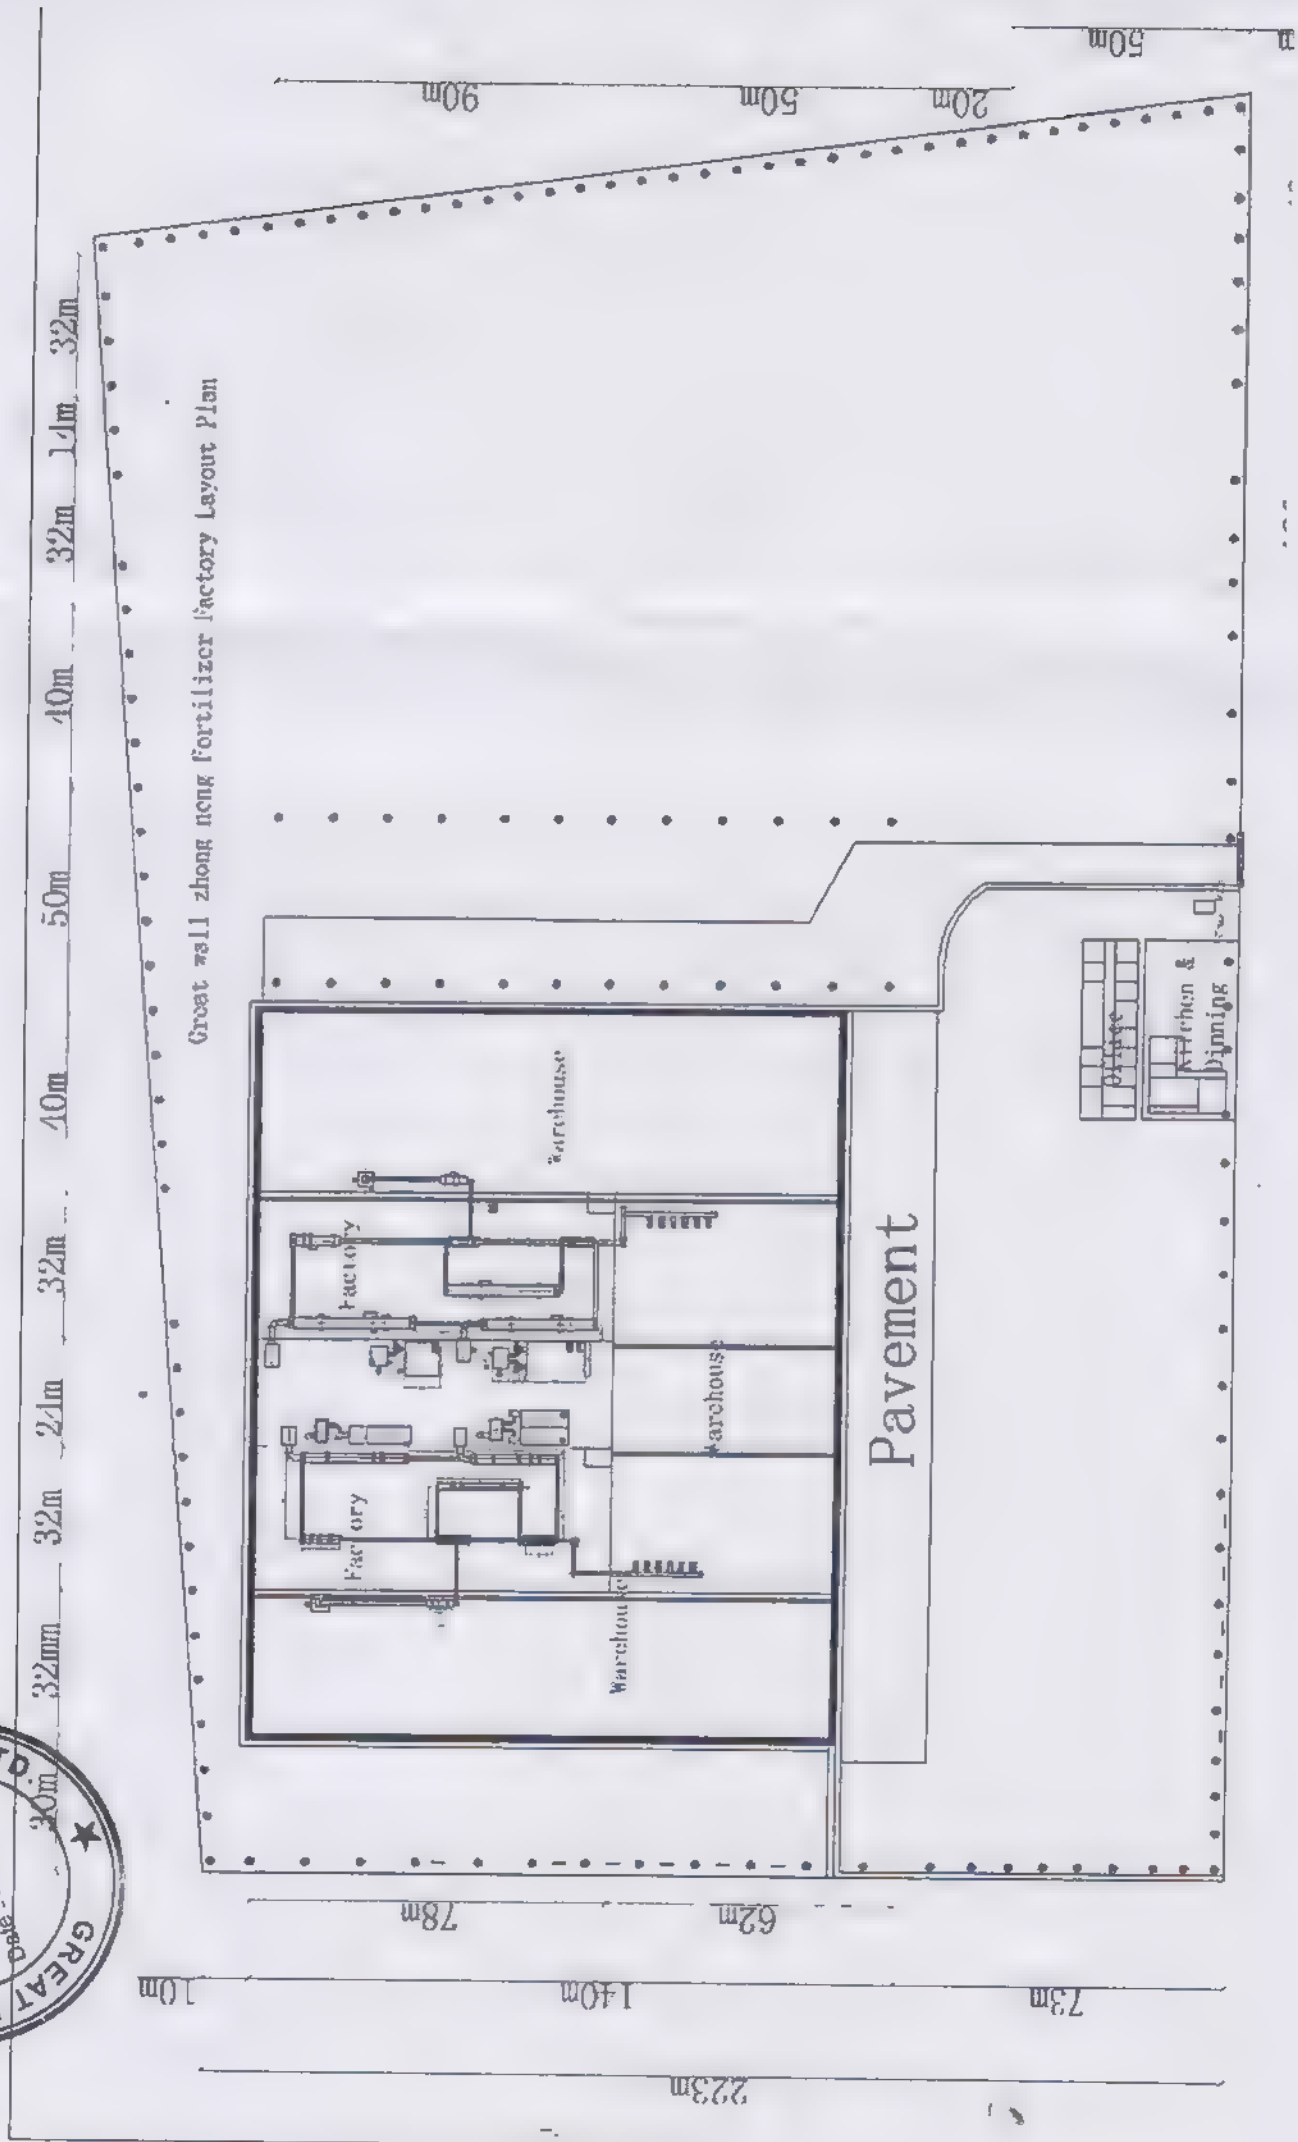 50m
90m
50m
20m
32m
14m
32m
40m
50m
40m
32m
24m
32m
32mm
30m
Great wall zhong neng Fertilizer Factory Layout Plan
Warehouse
Factory
Warehouse
Factory
Warehouse
Pavement
Office
Kitchen &
Dinning
78m
62m
10m
140m
73m
223m
GREAT